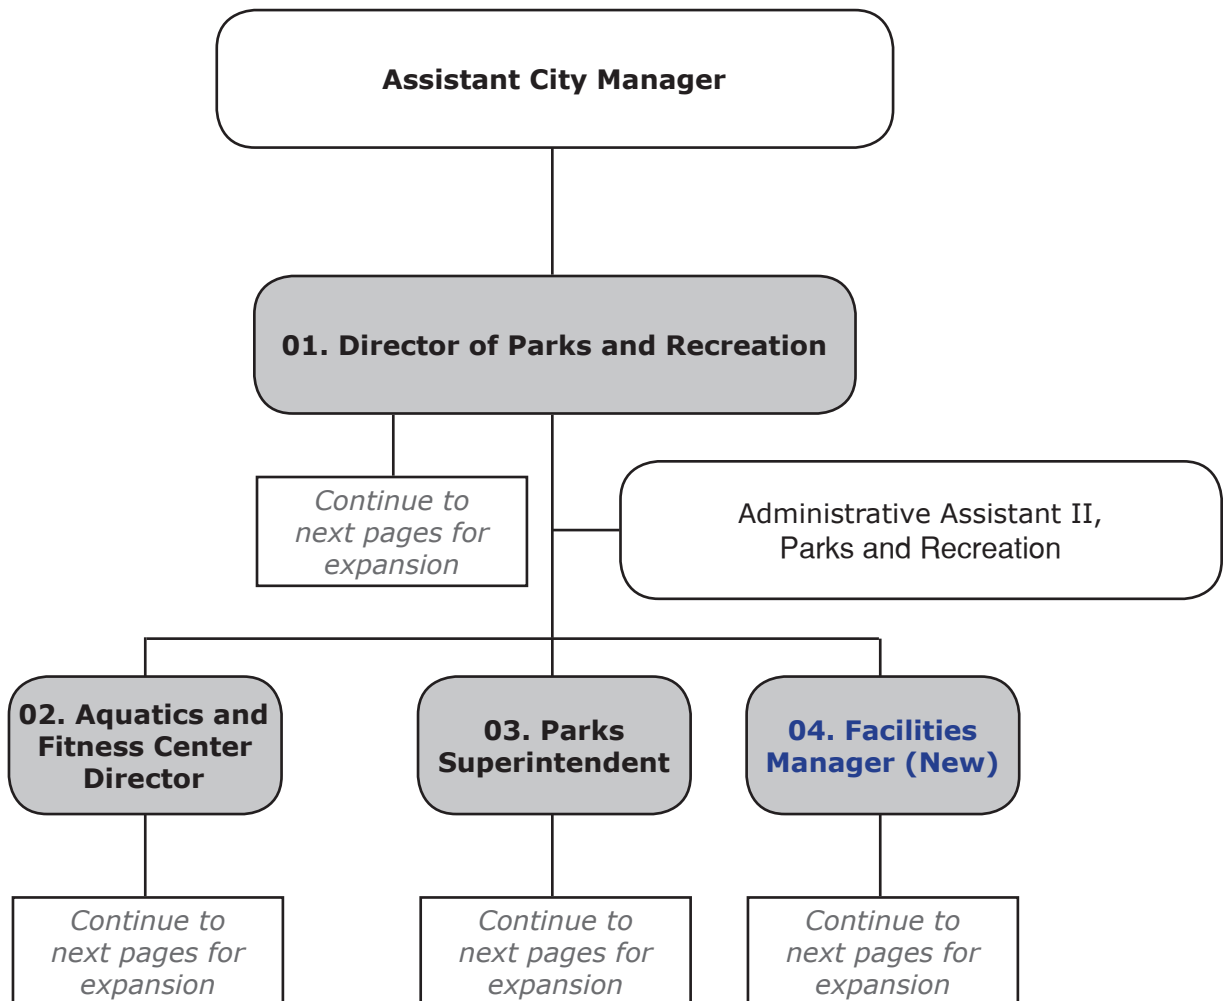 Assistant City Manager
01. Director of Parks and Recreation
Continue to
next pages for
expansion
Administrative Assistant II,
Parks and Recreation
02. Aquatics and
Fitness Center
Director
03. Parks
Superintendent
04. Facilities
Manager (New)
Continue to
next pages for
expansion
Continue to
next pages for
expansion
Continue to
next pages for
expansion